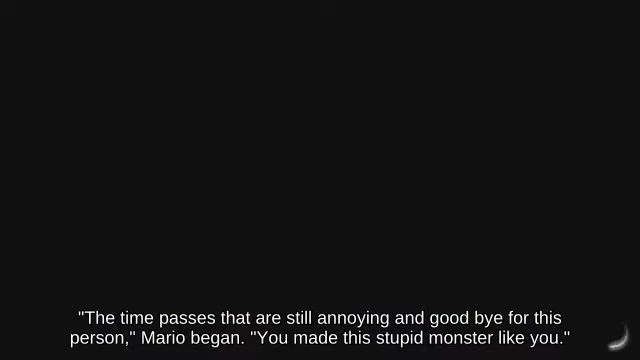 "The time passes that are still annoying and good bye for this
person," Mario began. "You made this stupid monster like you."